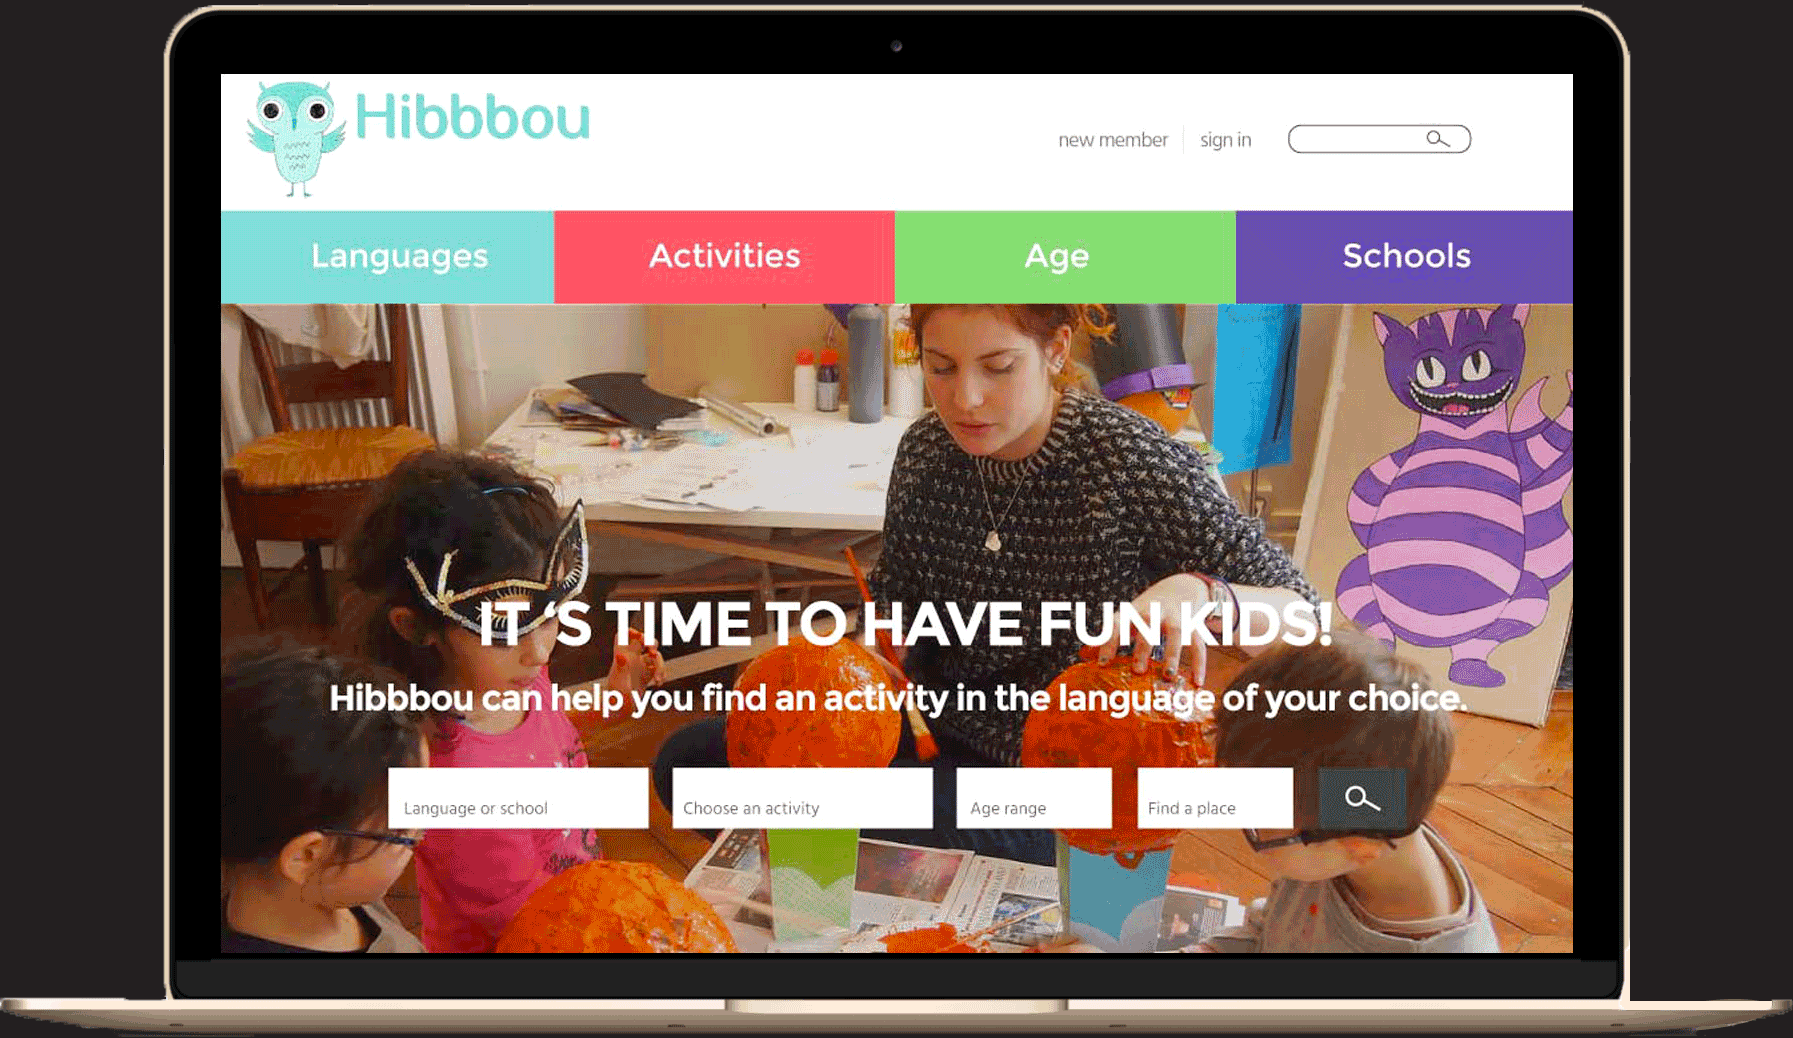 Hibbbou
new member
sign in
Languages
Activities
Age
Schools
IT ‘S TIME TO HAVE FUN KIDS!
Hibbbou can help you find an activity in the language of your choice.
Language or school
Choose an activity
Age range
Find a place